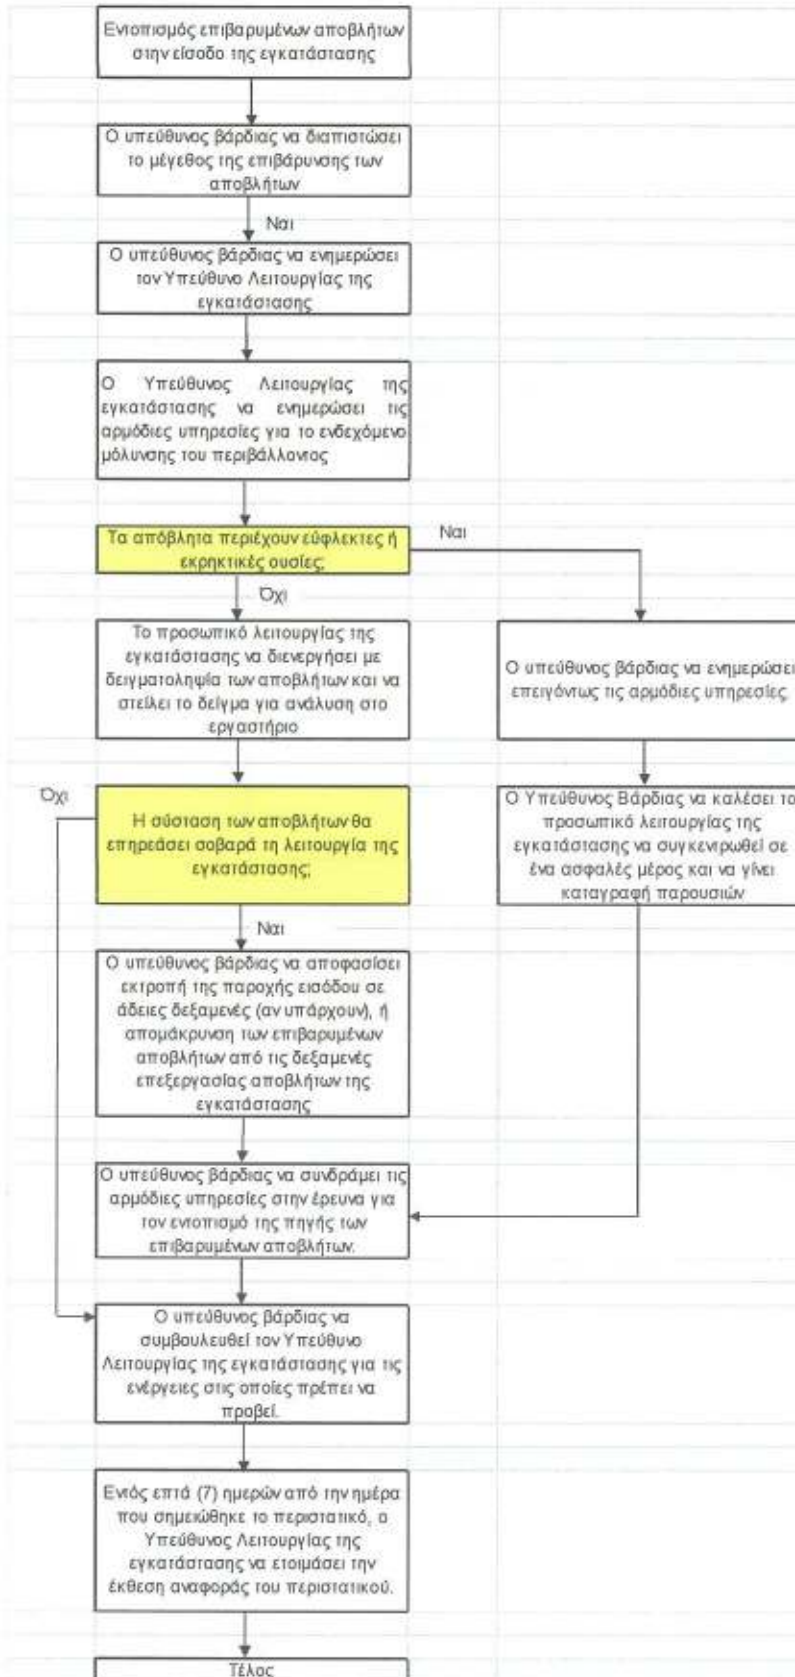 Εντοπισμός επιβαρυμένων αποβλήτων
στην είσοδο της εγκατάστασης
Ο υπεύθυνος βάρδιας να διαπιστώσει
το μέγεθος της επιβάρυνσης των
αποβλήτων
Ναι
Ο υπεύθυνος βάρδιας να ενημερώσει
τον Υπεύθυνο Λειτουργίας της
εγκατάστασης
Ο Υπεύθυνος Λειτουργίας της
εγκατάστασης να ενημερώσει τις
αρμόδιες υπηρεσίες για το ενδεχόμενο
μόλυνσης του περιβάλλοντος
Τα απόβλητα περιέχουν εύφλεκτες ή
εκρηκτικές ουσίες;
Ναι
Όχι
Το προσωπικό λειτουργίας της
εγκατάστασης να διενεργήσει με
δειγματοληψία των αποβλήτων και να
στείλει το δείγμα για ανάλυση στο
εργαστήριο
Ο υπεύθυνος βάρδιας να ενημερώσει
επειγόντως τις αρμόδιες υπηρεσίες.
Όχι
Η σύσταση των αποβλήτων θα
επηρεάσει σοβαρά τη λειτουργία της
εγκατάστασης;
Ο Υπεύθυνος Βάρδιας να καλέσει το
προσωπικό λειτουργίας της
εγκατάστασης να συγκεντρωθεί σε
ένα ασφαλές μέρος και να γίνει
καταγραφή παρουσιών
Ναι
Ο υπεύθυνος βάρδιας να αποφασίσει
εκτροπή της παροχής εισόδου σε
άδειες δεξαμενές (αν υπάρχουν), ή
απομάκρυνση των επιβαρυμένων
αποβλήτων από τις δεξαμενές
επεξεργασίας αποβλήτων της
εγκατάστασης
Ο υπεύθυνος βάρδιας να συνδράμει τις
αρμόδιες υπηρεσίες στην έρευνα για
τον εντοπισμό της πηγής των
επιβαρυμένων αποβλήτων.
Ο υπεύθυνος βάρδιας να
συμβουλευθεί τον Υπεύθυνο
Λειτουργίας της εγκατάστασης για τις
ενέργειες στις οποίες πρέπει να
προβεί.
Εντός επτά (7) ημερών από την ημέρα
που σημειώθηκε το περιστατικό, ο
Υπεύθυνος Λειτουργίας της
εγκατάστασης να ετοιμάσει την
έκθεση αναφοράς του περιστατικού.
Τέλος